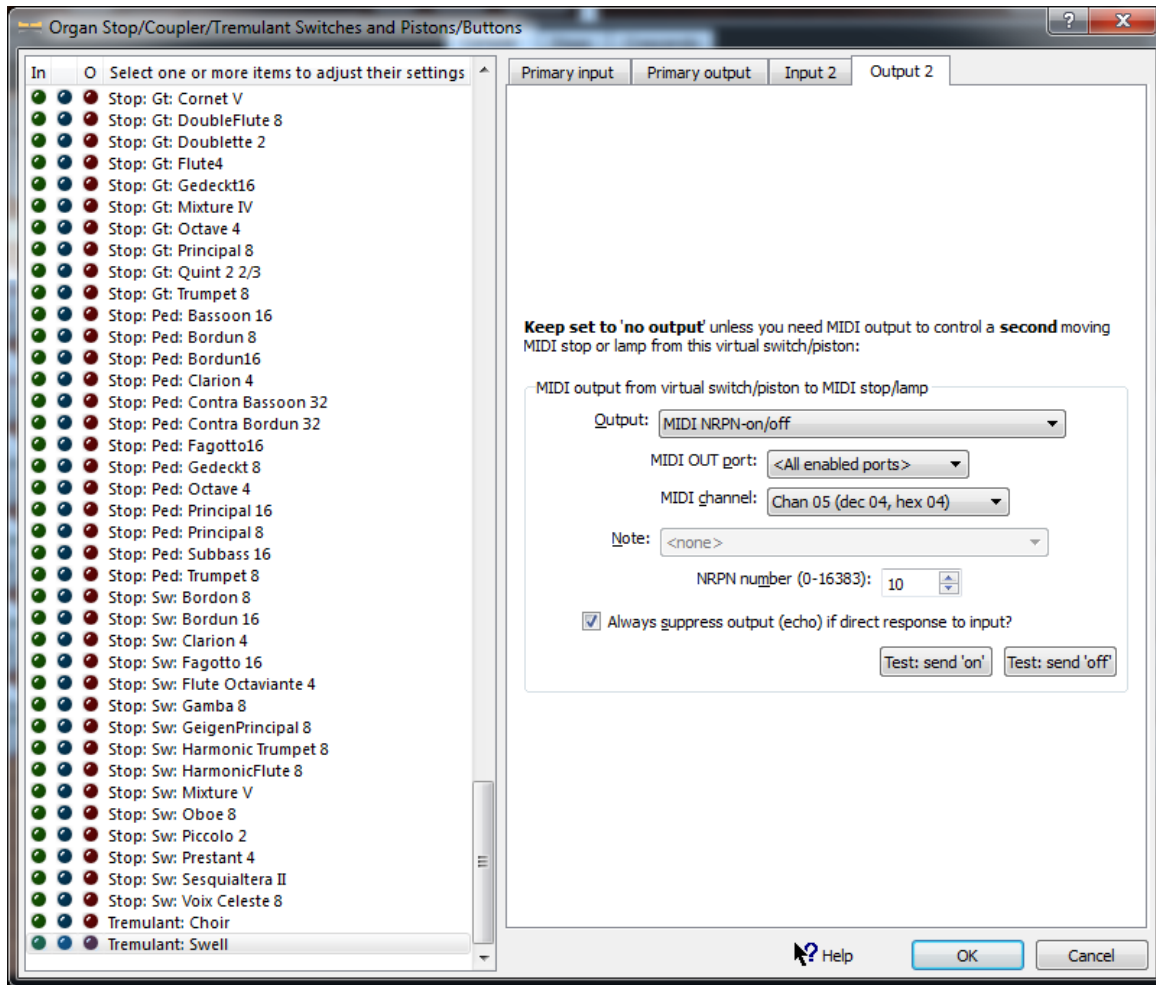 Organ Stop/Coupler/Tremulant Switches and Pistons/Buttons
?
X
In O Select one or more items to adjust their settings
Stop: Gt: Cornet V
Stop: Gt: DoubleFlute 8
Stop: Gt: Doublette 2
Stop: Gt: Flute4
Stop: Gt: Gedeckt16
Stop: Gt: Mixture IV
Stop: Gt: Octave 4
Stop: Gt: Principal 8
Stop: Gt: Quint 2 2/3
Stop: Gt: Trumpet 8
Stop: Ped: Bassoon 16
Stop: Ped: Bordun 8
Stop: Ped: Bordun16
Stop: Ped: Clarion 4
Stop: Ped: Contra Bassoon 32
Stop: Ped: Contra Bordun 32
Stop: Ped: Fagotto16
Stop: Ped: Gedeckt 8
Stop: Ped: Octave 4
Stop: Ped: Principal 16
Stop: Ped: Principal 8
Stop: Ped: Subbass 16
Stop: Ped: Trumpet 8
Stop: Sw: Bordon 8
Stop: Sw: Bordun 16
Stop: Sw: Clarion 4
Stop: Sw: Fagotto 16
Stop: Sw: Flute Octaviante 4
Stop: Sw: Gamba 8
Stop: Sw: GeigenPrincipal 8
Stop: Sw: Harmonic Trumpet 8
Stop: Sw: HarmonicFlute 8
Stop: Sw: Mixture V
Stop: Sw: Oboe 8
Stop: Sw: Piccolo 2
Stop: Sw: Prestant 4
Stop: Sw: Sesquialtera II
Stop: Sw: Voix Celeste 8
Tremulant: Choir
Tremulant: Swell
Primary input
Primary output
Input 2
Output 2
Keep set to 'no output' unless you need MIDI output to control a second moving
MIDI stop or lamp from this virtual switch/piston:
MIDI output from virtual switch/piston to MIDI stop/lamp
Output: MIDI NRPN-on/off
MIDI OUT port: <All enabled ports>
MIDI channel: Chan 05 (dec 04, hex 04)
Note: <none>
NRPN number (0-16383): 10
Always suppress output (echo) if direct response to input?
Test: send 'on'
Test: send 'off'
? Help
OK
Cancel